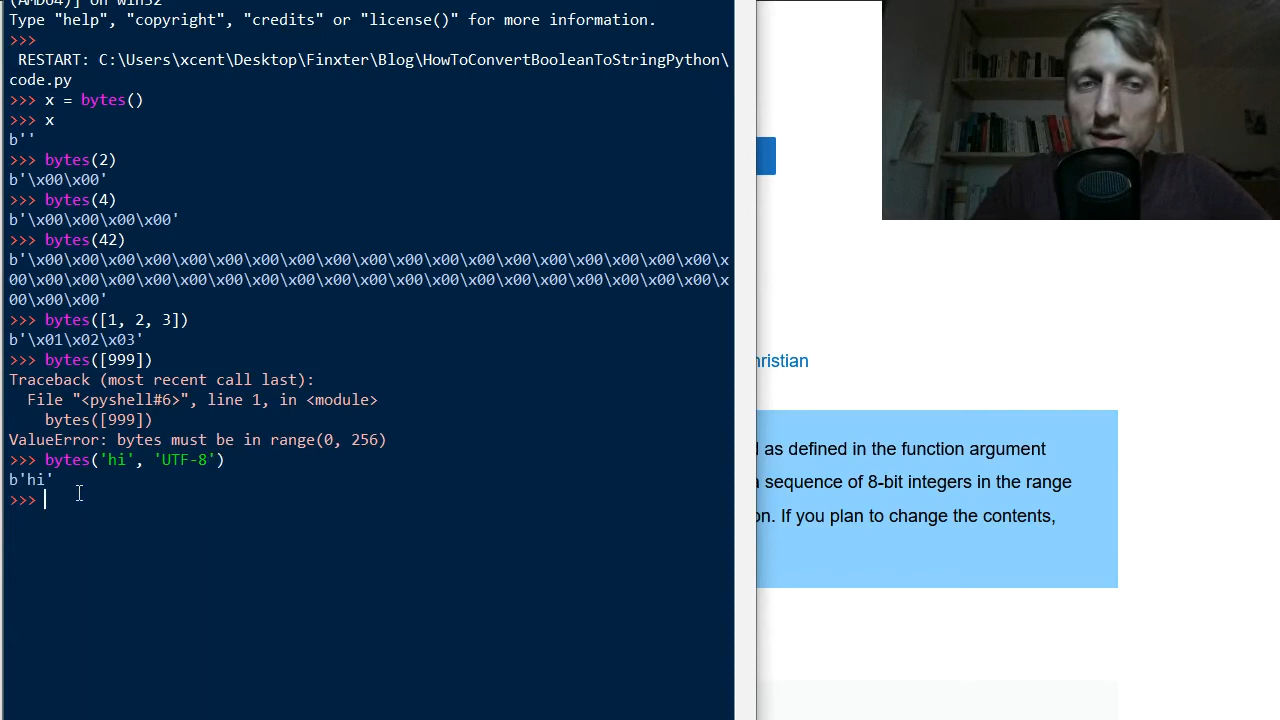 (AMD64)] on win32
Type "help", "copyright", "credits" or "license()" for more information.
>>>
RESTART: C:\Users\xcent\Desktop\Finxter\Blog\HowToConvertBooleanToStringPython\
code.py
>>> x = bytes()
>>> x
b''
>>> bytes(2)
b'\x00\x00'
>>> bytes(4)
b'\x00\x00\x00\x00'
>>> bytes(42)
b'\x00\x00\x00\x00\x00\x00\x00\x00\x00\x00\x00\x00\x00\x00\x00\x00\x00\x00\x00\x
00\x00\x00\x00\x00\x00\x00\x00\x00\x00\x00\x00\x00\x00\x00\x00\x00\x00\x00\x00\x
00\x00\x00'
>>> bytes([1, 2, 3])
b'\x01\x02\x03'
>>> bytes([999])
Traceback (most recent call last):
File "<pyshell#6>", line 1, in <module>
bytes([999])
ValueError: bytes must be in range(0, 256)
>>> bytes('hi', 'UTF-8')
b'hi'
>>>
hristian
as defined in the function argument
sequence of 8-bit integers in the range
on. If you plan to change the contents,